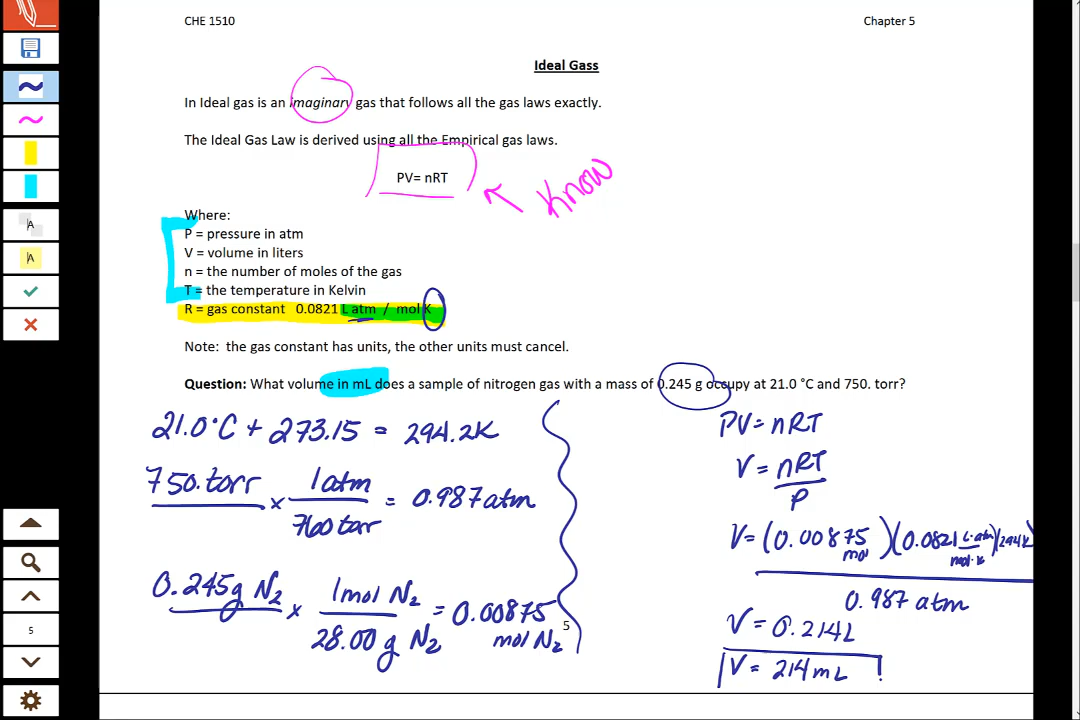 CHE 1510 Chapter 5
Ideal Gass
In Ideal gas is an imaginary gas that follows all the gas laws exactly.
The Ideal Gas Law is derived using all the Empirical gas laws.
PV= nRT
Know
Where:
P = pressure in atm
V = volume in liters
n = the number of moles of the gas
T = the temperature in Kelvin
R = gas constant 0.0821 L atm / mol K
Note: the gas constant has units, the other units must cancel.
Question: What volume in mL does a sample of nitrogen gas with a mass of 0.245 g occupy at 21.0 °C and 750. torr?
21.0°C + 273.15 = 294.2K
750. torr × 1 atm / 760 torr = 0.987 atm
0.245g N₂ × 1 mol N₂ / 28.00 g N₂ = 0.00875 mol N₂
PV = nRT
V = nRT / P
V = (0.00875 mol)(0.0821 L·atm / mol·K)(294K / 0.987 atm
V = 0.214L
V = 214 mL !
5
A
A
5